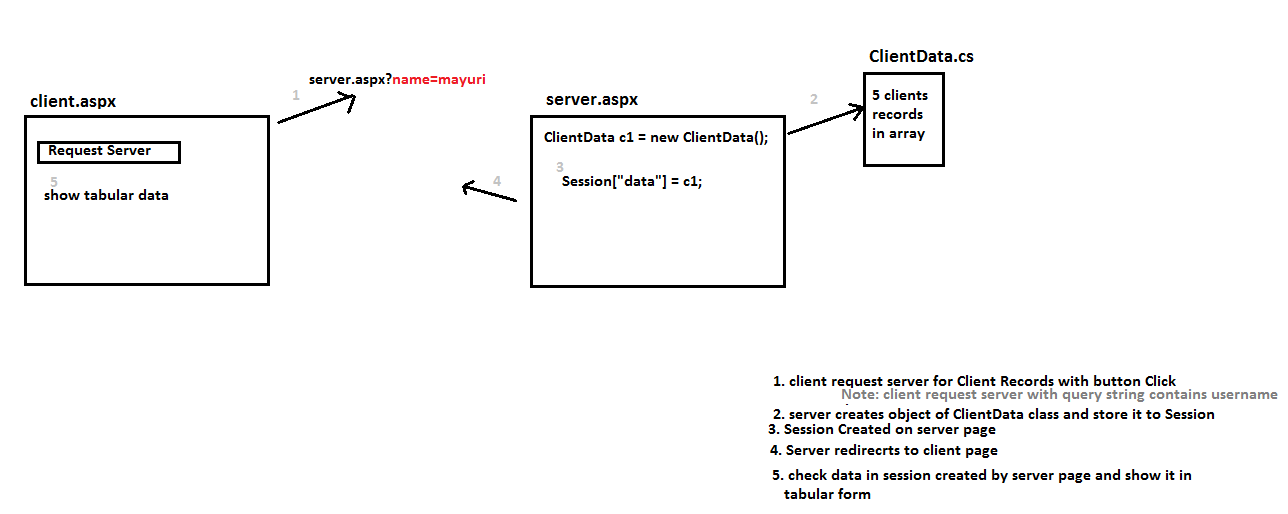 ClientData.cs
server.aspx?name=mayuri
client.aspx
1
server.aspx
2
5 clients
records
in array
Request Server
ClientData c1 = new ClientData();
3
5
4
Session["data"] = c1;
show tabular data
1. client request server for Client Records with button Click
Note: client request server with query string contains username
2. server creates object of ClientData class and store it to Session
3. Session Created on server page
4. Server redirecrts to client page
5. check data in session created by server page and show it in
tabular form